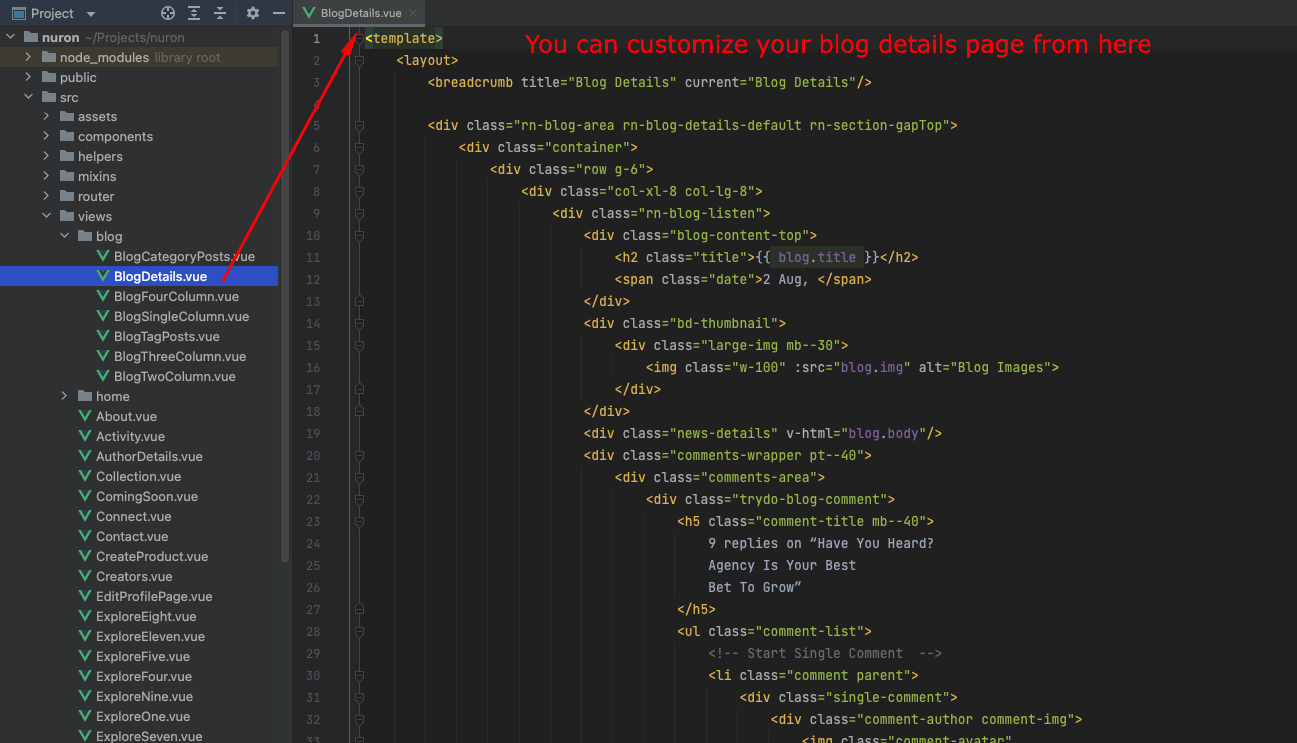 Project
nuron ~/Projects/nuron
node_modules library root
public
src
assets
components
helpers
mixins
router
views
blog
BlogCategoryPosts.vue
BlogDetails.vue
BlogFourColumn.vue
BlogSingleColumn.vue
BlogTagPosts.vue
BlogThreeColumn.vue
BlogTwoColumn.vue
home
About.vue
Activity.vue
AuthorDetails.vue
Collection.vue
ComingSoon.vue
Connect.vue
Contact.vue
CreateProduct.vue
Creators.vue
EditProfilePage.vue
ExploreEight.vue
ExploreEleven.vue
ExploreFive.vue
ExploreFour.vue
ExploreNine.vue
ExploreOne.vue
ExploreSeven.vue
BlogDetails.vue
You can customize your blog details page from here
1 <template>
2 <layout>
3 <breadcrumb title="Blog Details" current="Blog Details"/>
4
5 <div class="rn-blog-area rn-blog-details-default rn-section-gapTop">
6 <div class="container">
7 <div class="row g-6">
8 <div class="col-xl-8 col-lg-8">
9 <div class="rn-blog-listen">
10 <div class="blog-content-top">
11 <h2 class="title">{{ blog.title }}</h2>
12 <span class="date">2 Aug, </span>
13 </div>
14 <div class="bd-thumbnail">
15 <div class="large-img mb--30">
16 <img class="w-100" :src="blog.img" alt="Blog Images">
17 </div>
18 </div>
19 <div class="news-details" v-html="blog.body"/>
20 <div class="comments-wrapper pt--40">
21 <div class="comments-area">
22 <div class="trydo-blog-comment">
23 <h5 class="comment-title mb--40">
24 9 replies on “Have You Heard?
25 Agency Is Your Best
26 Bet To Grow”
27 </h5>
28 <ul class="comment-list">
29 <!-- Start Single Comment  -->
30 <li class="comment parent">
31 <div class="single-comment">
32 <div class="comment-author comment-img">
33 <img class="comment-avatar"